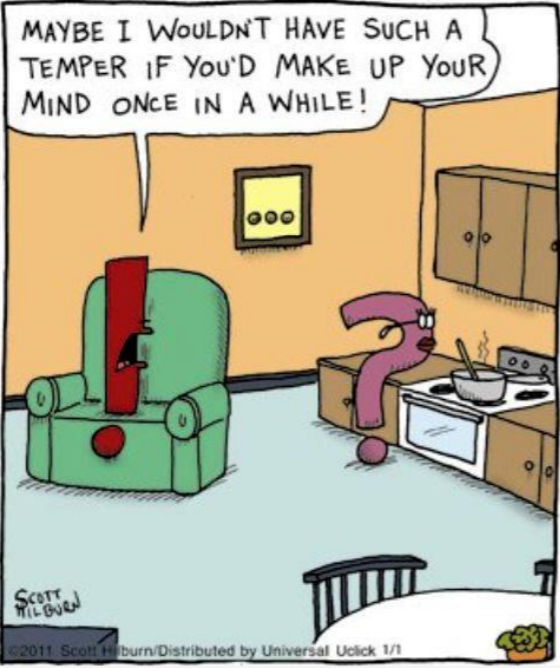 MAYBE I WOULDN'T HAVE SUCH A
TEMPER IF YOU'D MAKE UP YOUR
MIND ONCE IN A WHILE!
SCOTT
HILBURN
©2011 Scott Hilburn/Distributed by Universal Uclick 1/1